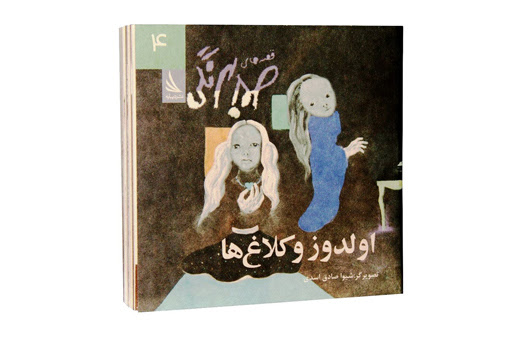 ۴
قصه‌های
صمد بهرنگی
اولدوز و کلاغ‌ها
تصویرگر: شیوا صادق اسدی